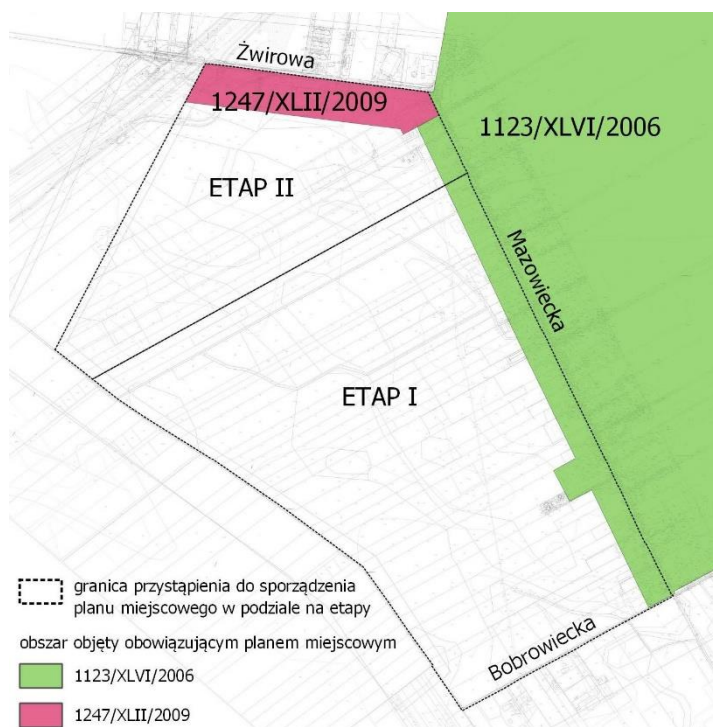 Żwirowa
1247/XLII/2009
1123/XLVI/2006
ETAP II
Mazowiecka
ETAP I
Bobrowiecka
granica przystąpienia do sporządzenia
planu miejscowego w podziale na etapy
obszar objęty obowiązującym planem miejscowym
1123/XLVI/2006
1247/XLII/2009